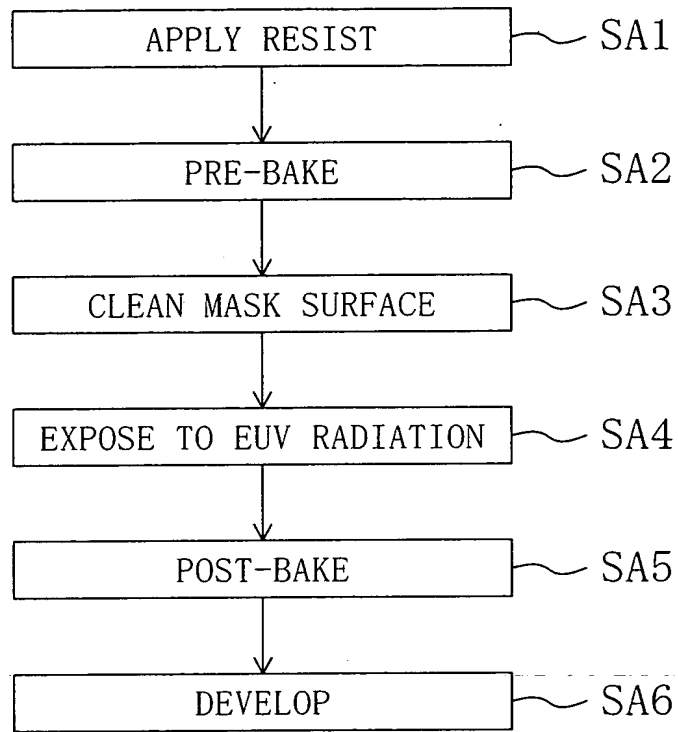 APPLY RESIST SA1
PRE-BAKE SA2
CLEAN MASK SURFACE SA3
EXPOSE TO EUV RADIATION SA4
POST-BAKE SA5
DEVELOP SA6